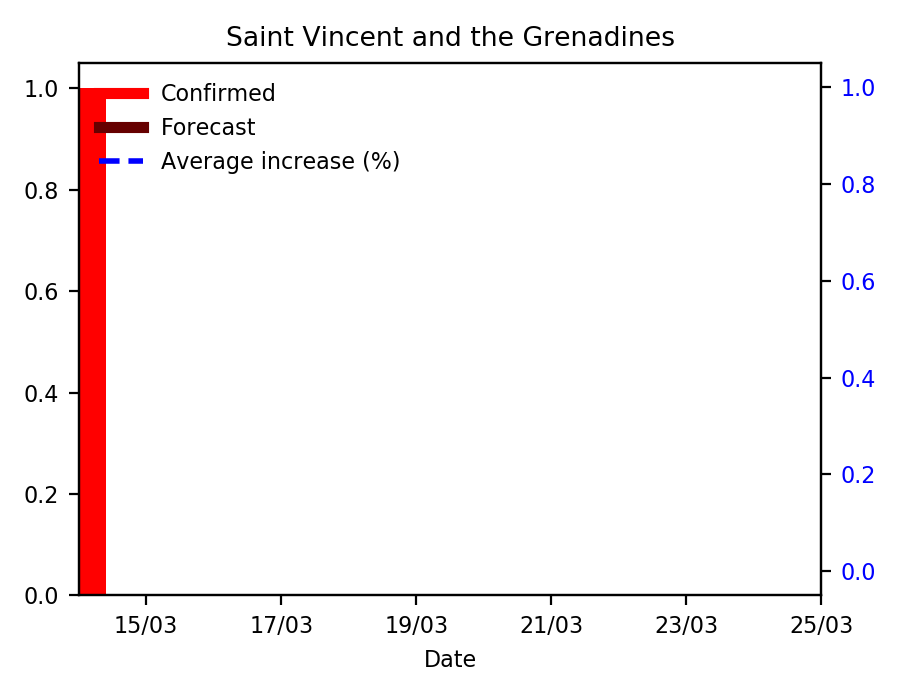 Saint Vincent and the Grenadines
Confirmed
Forecast
Average increase (%)
1.0
0.8
0.6
0.4
0.2
0.0
1.0
0.8
0.6
0.4
0.2
0.0
15/03 17/03 19/03 21/03 23/03 25/03
Date